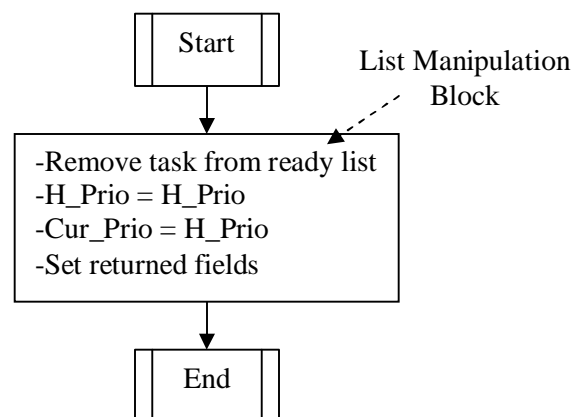 Start
List Manipulation
Block
-Remove task from ready list
-H_Prio = H_Prio
-Cur_Prio = H_Prio
-Set returned fields
End